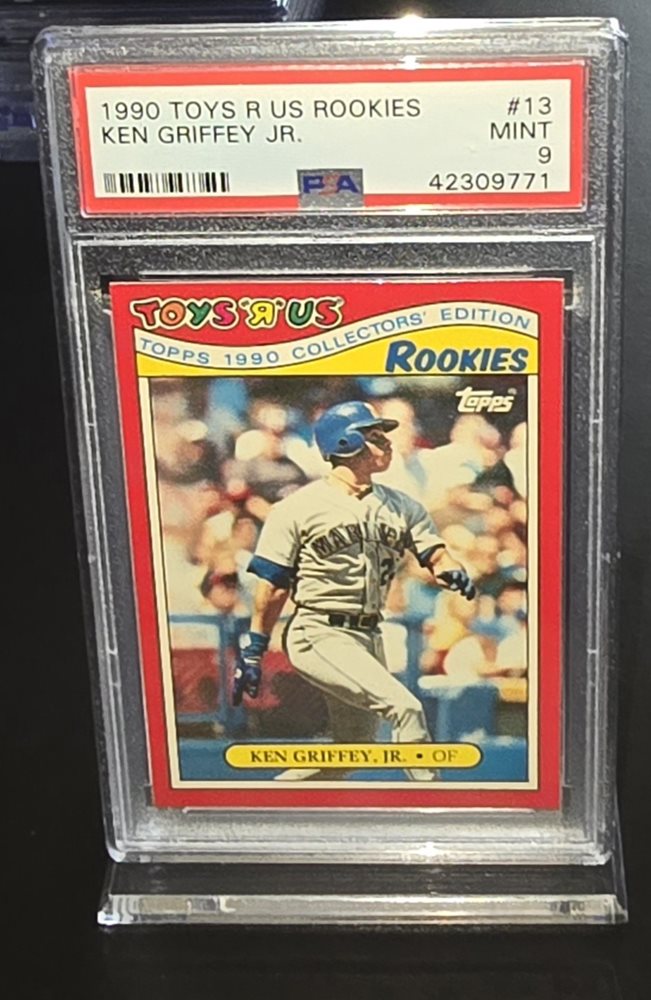 1990 TOYS R US ROOKIES #13
KEN GRIFFEY JR. MINT
9
PSA 42309771
TOYS "Я" US
TOPPS 1990 COLLECTORS' EDITION
ROOKIES
Topps
MARINERS
KEN GRIFFEY, JR. • OF